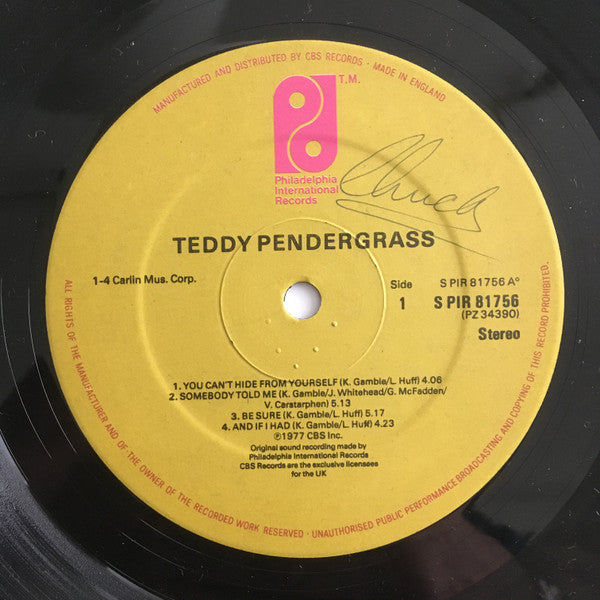 MANUFACTURED AND DISTRIBUTED BY CBS RECORDS · MADE IN ENGLAND
T.M.
Philadelphia
International
Records
Chuck
TEDDY PENDERGRASS
1-4 Carlin Mus. Corp.
Side
1
S PIR 81756 A°
S PIR 81756
(PZ 34390)
Stereo
1. YOU CAN'T HIDE FROM YOURSELF (K. Gamble/L. Huff) 4.06
2. SOMEBODY TOLD ME (K. Gamble/J. Whitehead/G. McFadden/
V. Carstarphen) 5.13
3. BE SURE (K. Gamble/L. Huff) 5.17
4. AND IF I HAD (K. Gamble/L. Huff) 4.23
℗1977 CBS Inc.
Original sound recording made by
Philadelphia International Records
CBS Records are the exclusive licensees
for the UK
ALL RIGHTS OF THE MANUFACTURER AND OF THE OWNER OF THE RECORDED WORK RESERVED · UNAUTHORISED PUBLIC PERFORMANCE BROADCASTING AND COPYING OF THIS RECORD PROHIBITED.